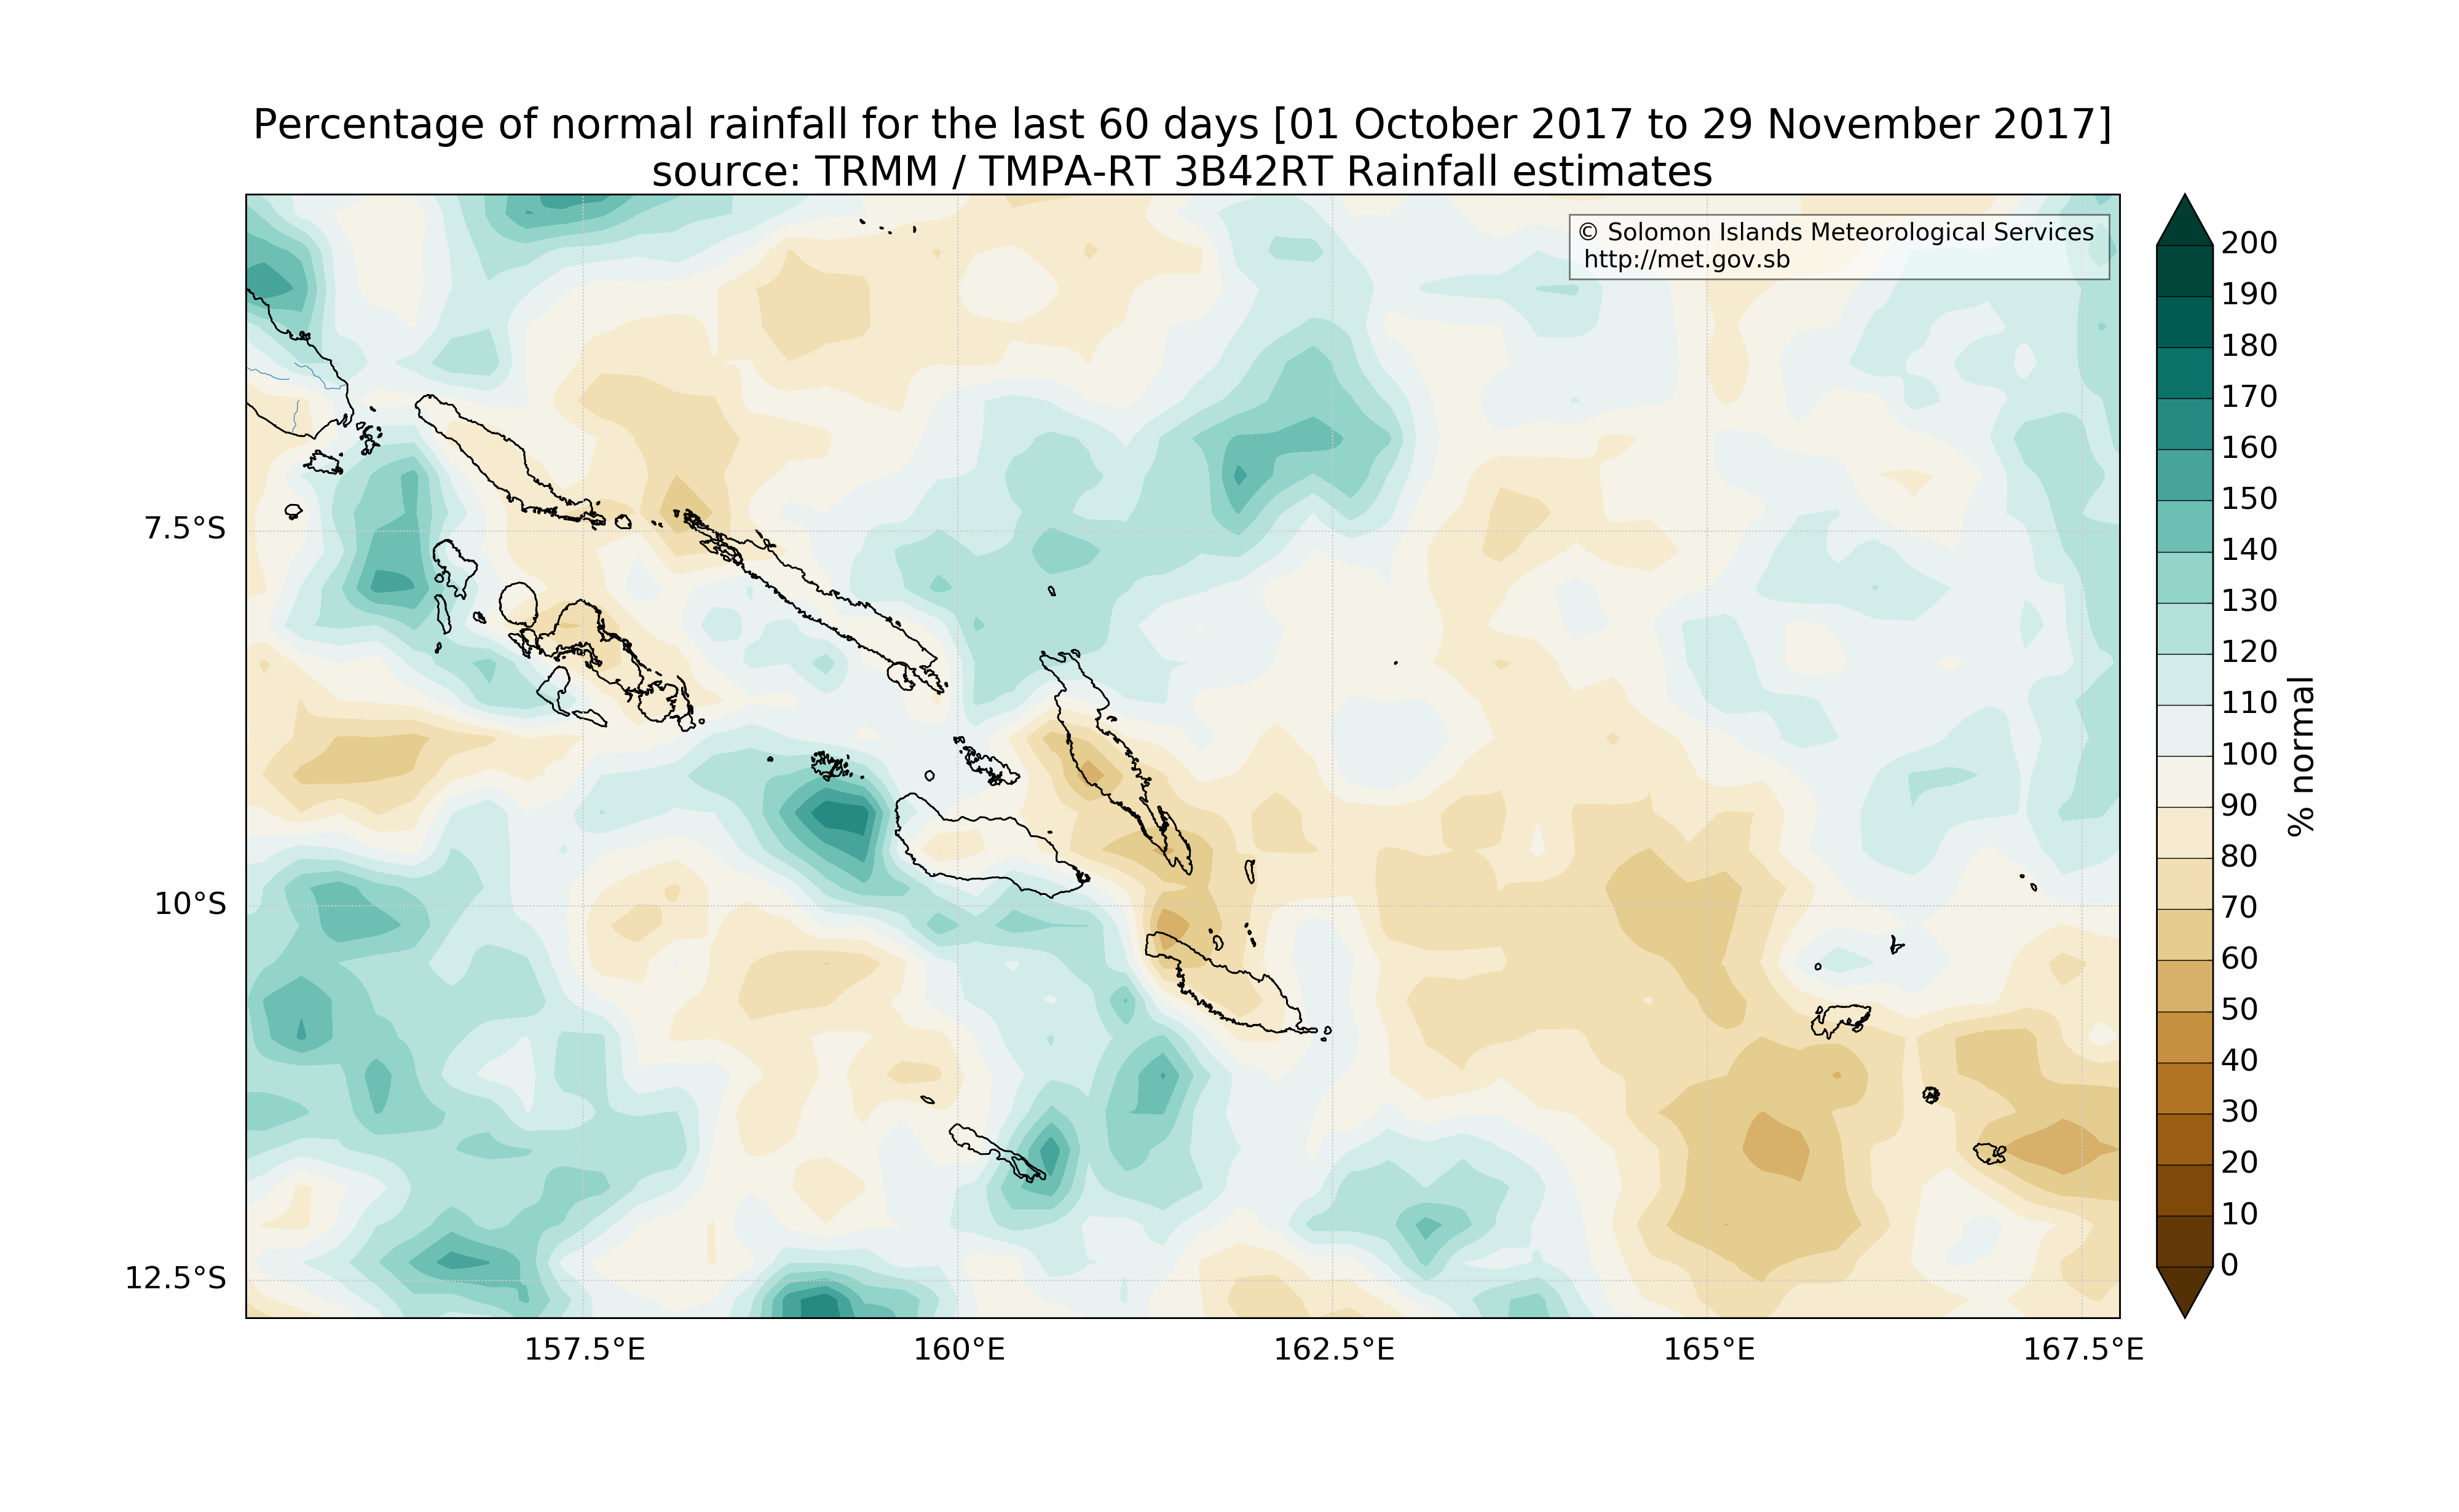 Percentage of normal rainfall for the last 60 days [01 October 2017 to 29 November 2017]
source: TRMM / TMPA-RT 3B42RT Rainfall estimates
© Solomon Islands Meteorological Services
http://met.gov.sb
7.5°S
10°S
12.5°S
157.5°E
160°E
162.5°E
165°E
167.5°E
200
190
180
170
160
150
140
130
120
110
100
90
80
70
60
50
40
30
20
10
0
% normal